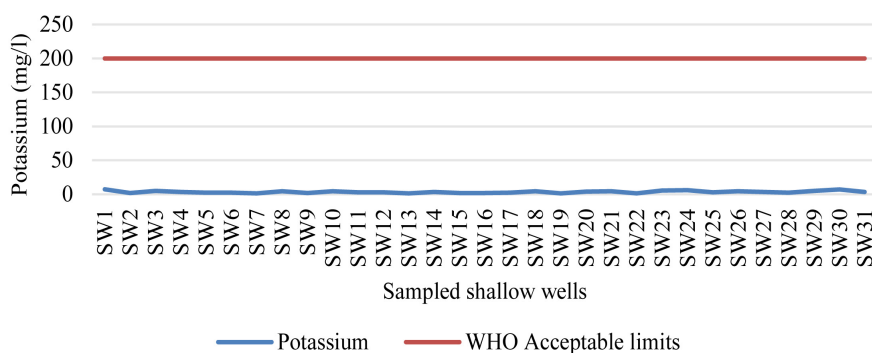 Potassium (mg/l)
250
200
150
100
50
0
SW1 SW2 SW3 SW4 SW5 SW6 SW7 SW8 SW9 SW10 SW11 SW12 SW13 SW14 SW15 SW16 SW17 SW18 SW19 SW20 SW21 SW22 SW23 SW24 SW25 SW26 SW27 SW28 SW29 SW30 SW31
Sampled shallow wells
Potassium WHO Acceptable limits